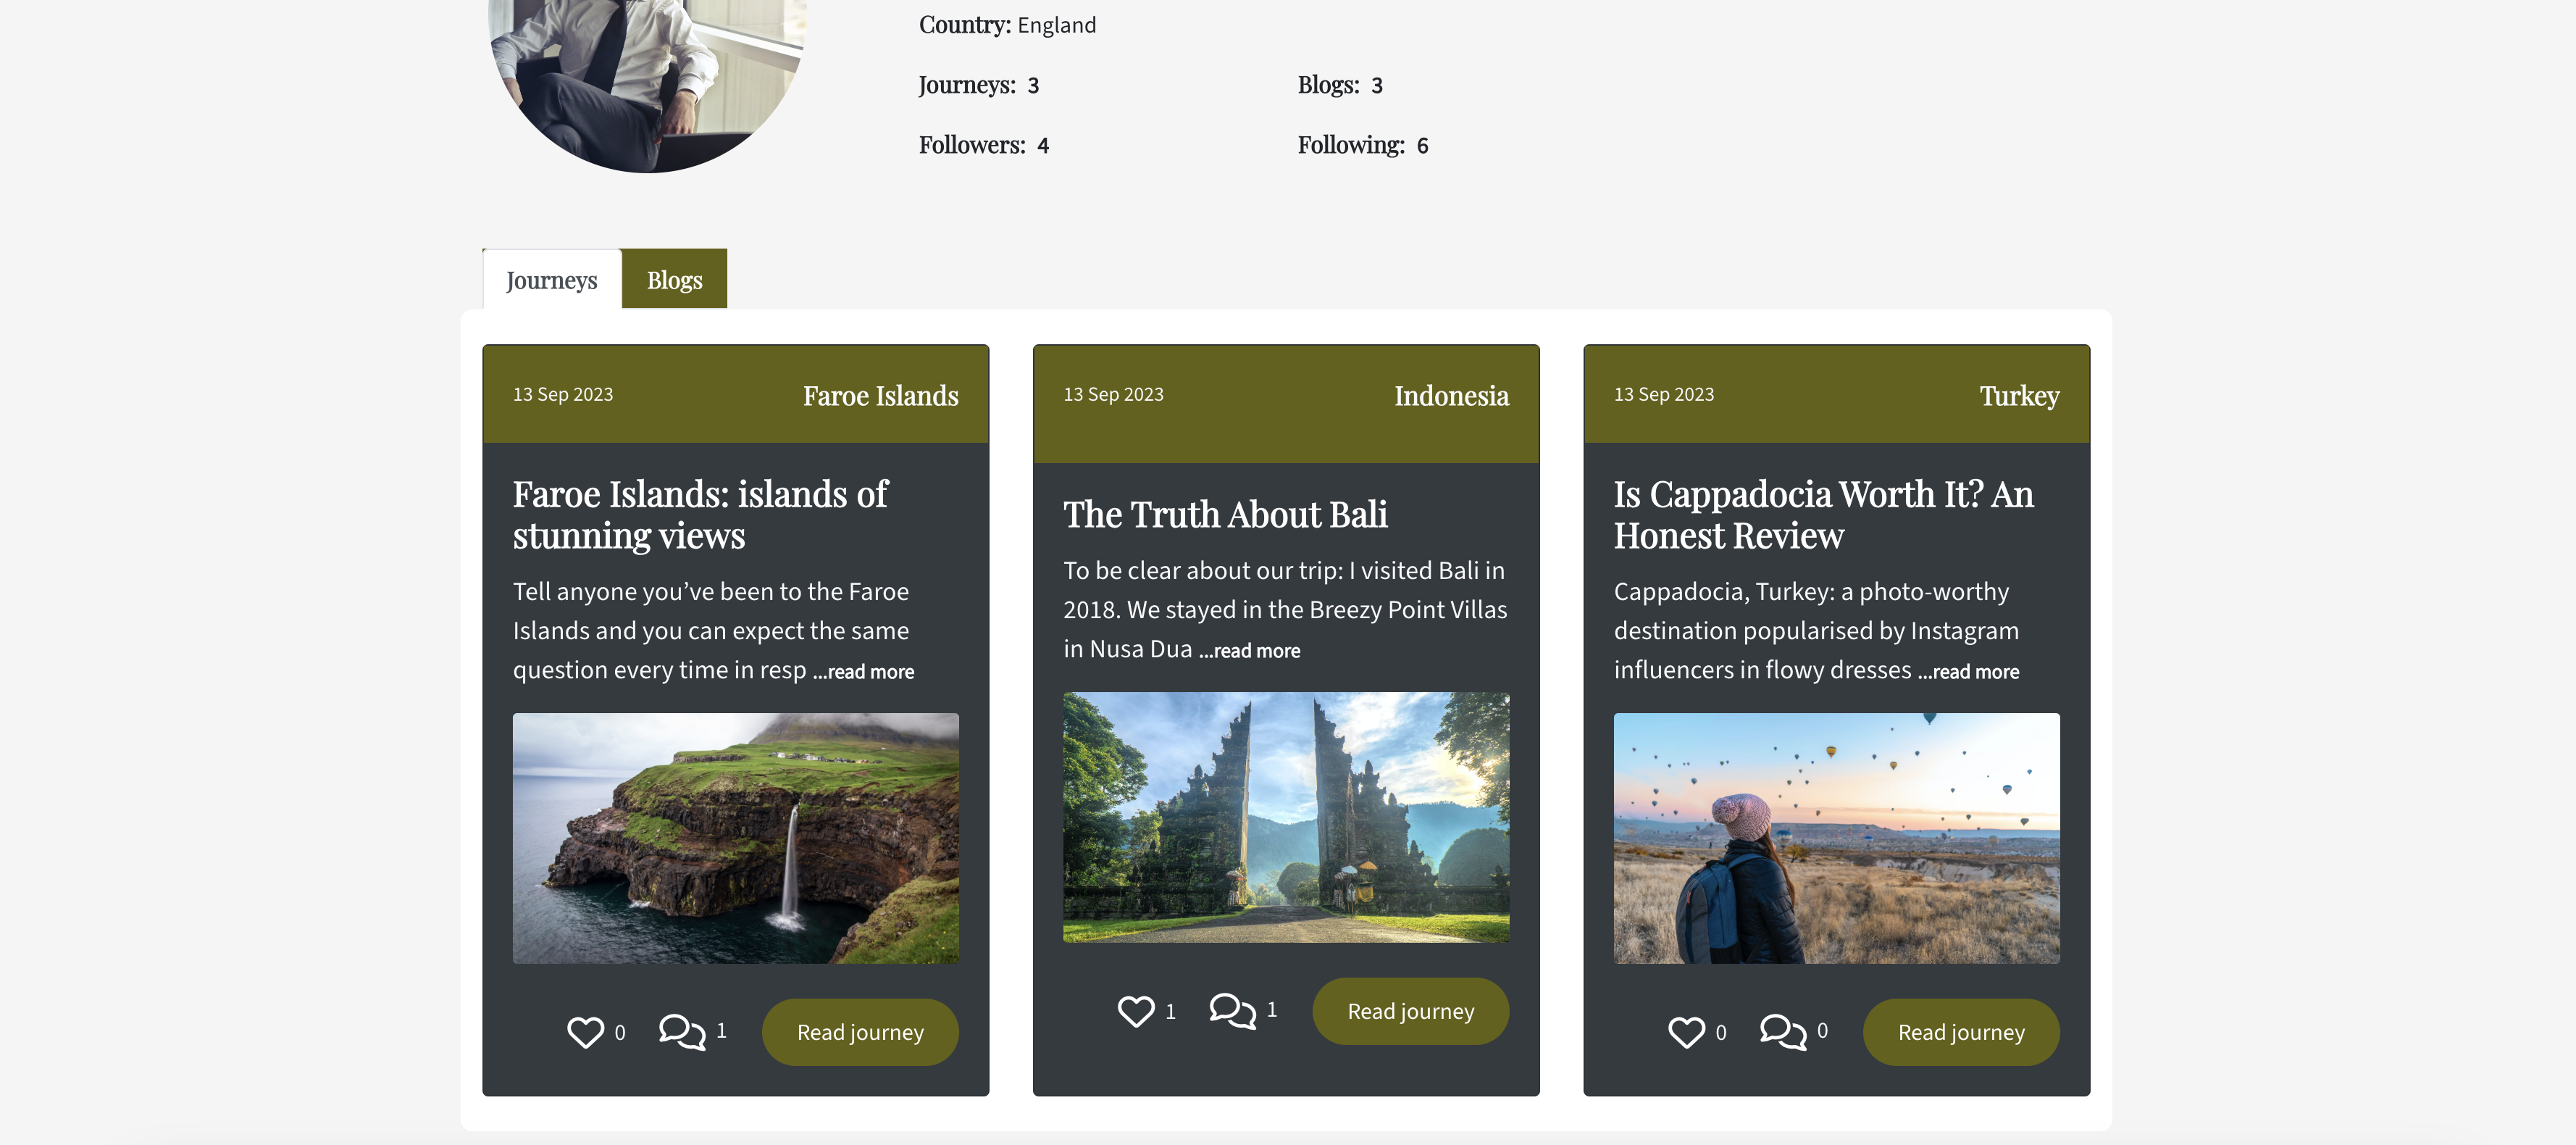 Country: England
Journeys: 3
Blogs: 3
Followers: 4
Following: 6
Journeys
Blogs
13 Sep 2023
Faroe Islands
Faroe Islands: islands of
stunning views
Tell anyone you’ve been to the Faroe
Islands and you can expect the same
question every time in resp ...read more
0
1
Read journey
13 Sep 2023
Indonesia
The Truth About Bali
To be clear about our trip: I visited Bali in
2018. We stayed in the Breezy Point Villas
in Nusa Dua ...read more
1
1
Read journey
13 Sep 2023
Turkey
Is Cappadocia Worth It? An
Honest Review
Cappadocia, Turkey: a photo-worthy
destination popularised by Instagram
influencers in flowy dresses ...read more
0
0
Read journey